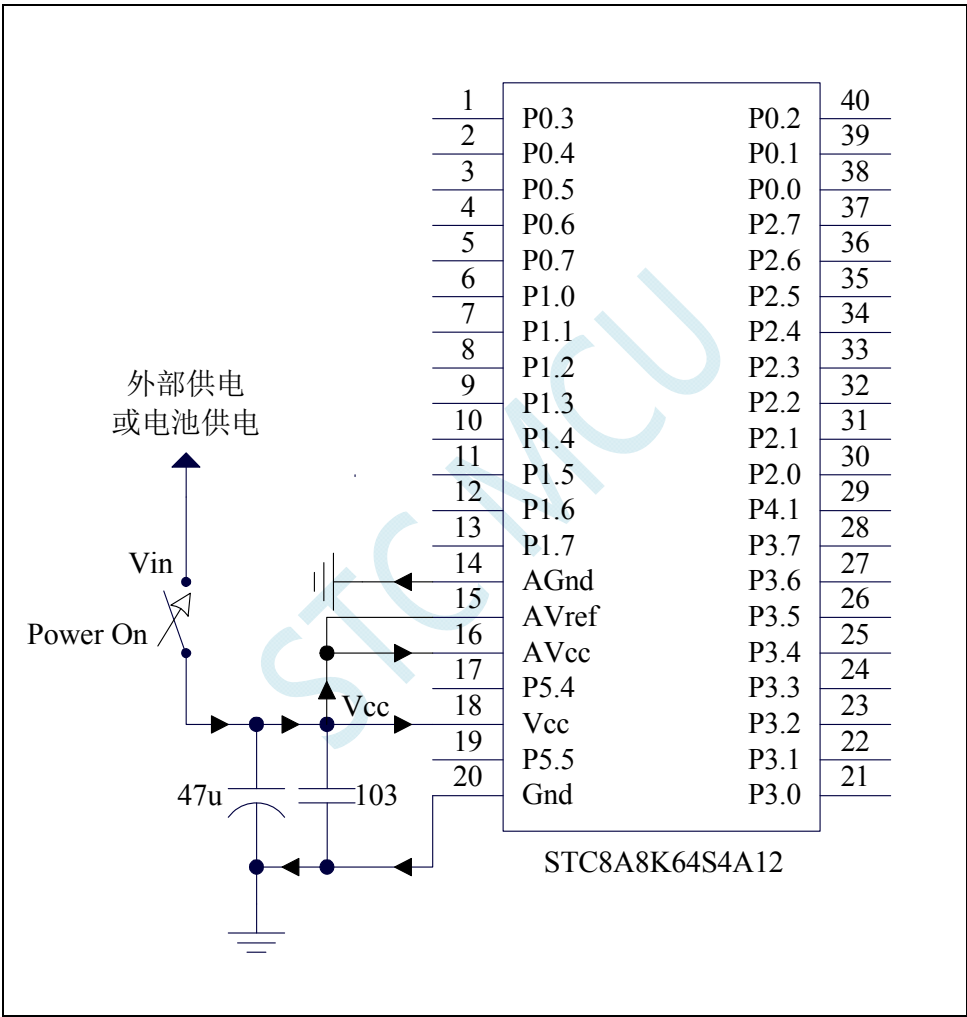 1 P0.3 P0.2 40
2 P0.4 P0.1 39
3 P0.5 P0.0 38
4 P0.6 P2.7 37
5 P0.7 P2.6 36
6 P1.0 P2.5 35
7 P1.1 P2.4 34
8 P1.2 P2.3 33
9 P1.3 P2.2 32
10 P1.4 P2.1 31
11 P1.5 P2.0 30
12 P1.6 P4.1 29
13 P1.7 P3.7 28
14 AGnd P3.6 27
15 AVref P3.5 26
16 AVcc P3.4 25
17 P5.4 P3.3 24
18 Vcc P3.2 23
19 P5.5 P3.1 22
20 Gnd P3.0 21
STC8A8K64S4A12
外部供电
或电池供电
Vin
Power On
Vcc
47u
103
STC MCU